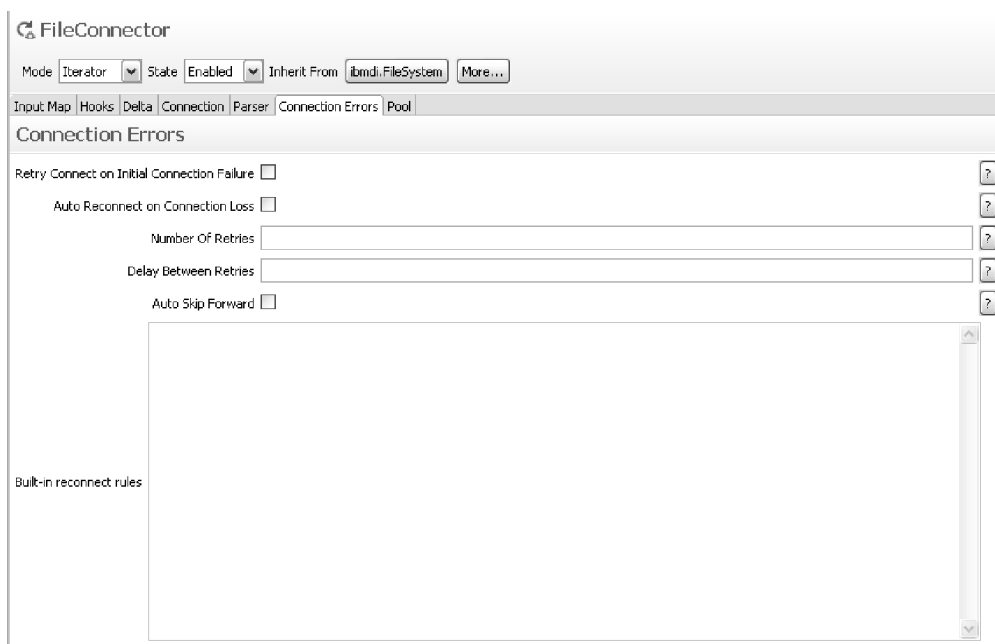 FileConnector
Mode Iterator State Enabled Inherit From ibmdi.FileSystem More...
Input Map Hooks Delta Connection Parser Connection Errors Pool
Connection Errors
Retry Connect on Initial Connection Failure ?
Auto Reconnect on Connection Loss ?
Number Of Retries ?
Delay Between Retries ?
Auto Skip Forward ?
Built-in reconnect rules